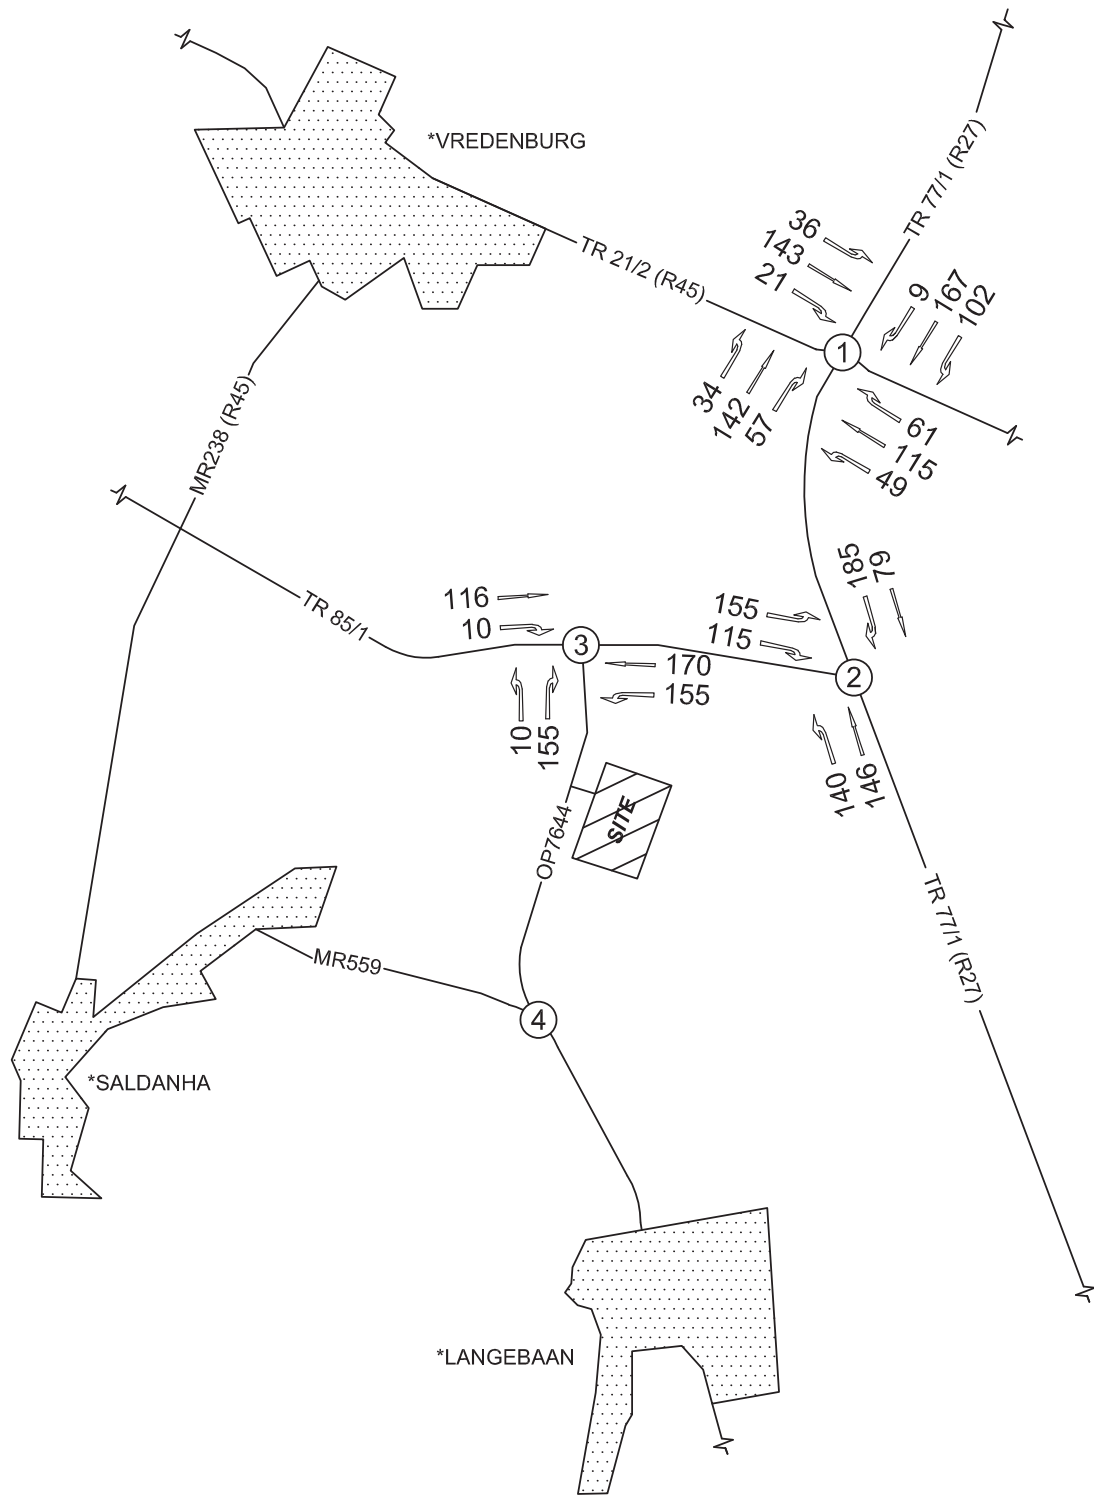 *VREDENBURG
TR 77/1 (R27)
TR 21/2 (R45)
36
143
21
9
167
102
1
34
142
57
61
115
49
MR238 (R45)
TR 85/1
116
10
3
170
155
10
155
155
115
185
79
2
140
146
SITE
OP7644
TR 77/1 (R27)
MR559
4
*SALDANHA
*LANGEBAAN